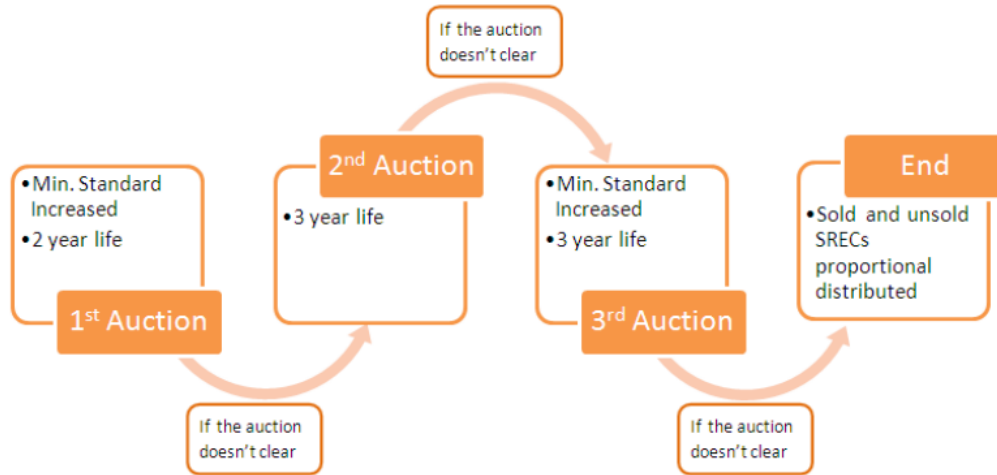 If the auction
doesn't clear
2nd Auction
End
•Min. Standard
Increased
•2 year life
•3 year life
•Min. Standard
Increased
•3 year life
•Sold and unsold
SRECs
proportional
distributed
1st Auction
3rd Auction
If the auction
doesn't clear
If the auction
doesn't clear